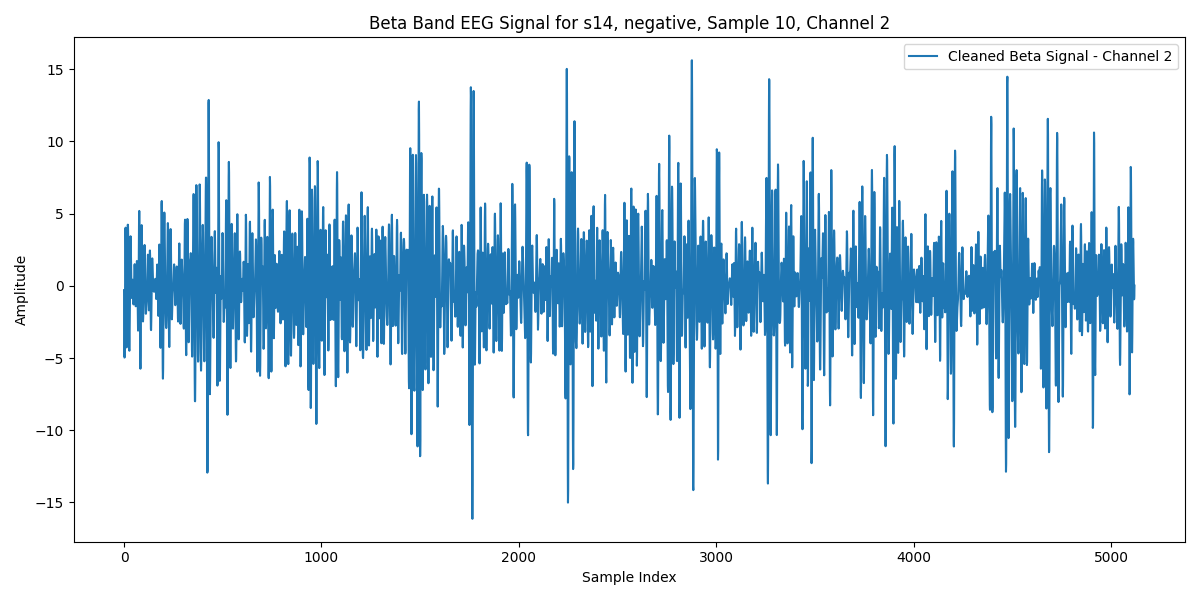 Beta Band EEG Signal for s14, negative, Sample 10, Channel 2
Cleaned Beta Signal - Channel 2
Amplitude
15
10
5
0
−5
−10
−15
0 1000 2000 3000 4000 5000
Sample Index